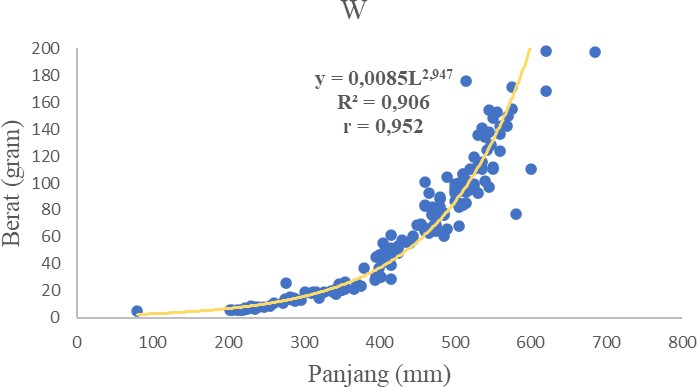 W
y = 0,0085L²,⁹⁴⁷
R² = 0,906
r = 0,952
Berat (gram)
200
180
160
140
120
100
80
60
40
20
0
0 100 200 300 400 500 600 700 800
Panjang (mm)